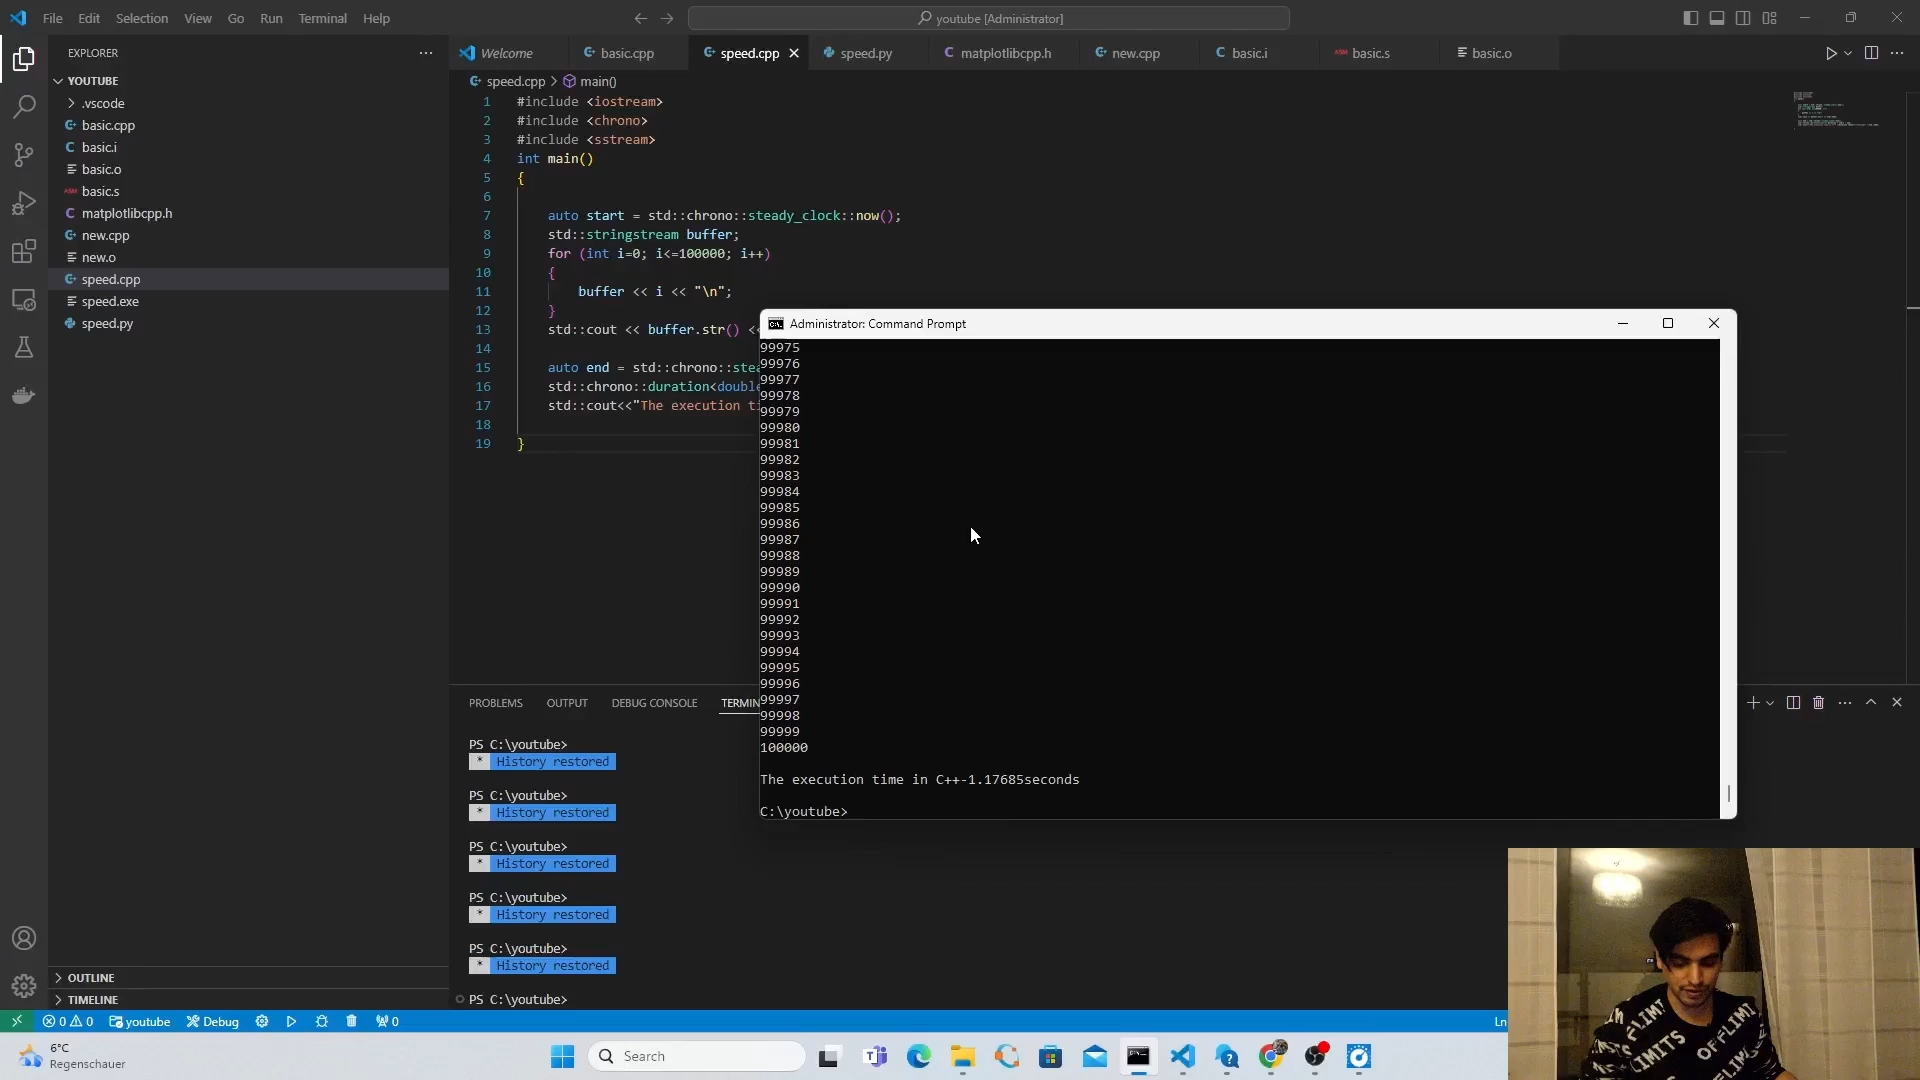 File Edit Selection View Go Run Terminal Help
youtube [Administrator]
EXPLORER
YOUTUBE
.vscode
basic.cpp
basic.i
basic.o
basic.s
matplotlibcpp.h
new.cpp
new.o
speed.cpp
speed.exe
speed.py
OUTLINE
TIMELINE
Welcome basic.cpp speed.cpp speed.py matplotlibcpp.h new.cpp basic.i basic.s basic.o
speed.cpp > main()
1 #include <iostream>
2 #include <chrono>
3 #include <sstream>
4 int main()
5 {
6
7 auto start = std::chrono::steady_clock::now();
8 std::stringstream buffer;
9 for (int i=0; i<=100000; i++)
10 {
11 buffer << i << "\n";
12 }
13 std::cout << buffer.str() <<
14
15 auto end = std::chrono::stea
16 std::chrono::duration<double
17 std::cout<<"The execution ti
18
19 }
Administrator: Command Prompt
99975
99976
99977
99978
99979
99980
99981
99982
99983
99984
99985
99986
99987
99988
99989
99990
99991
99992
99993
99994
99995
99996
99997
99998
99999
100000
The execution time in C++-1.17685seconds
C:\youtube>
PROBLEMS OUTPUT DEBUG CONSOLE TERMIN
PS C:\youtube>
* History restored
PS C:\youtube>
* History restored
PS C:\youtube>
* History restored
PS C:\youtube>
* History restored
PS C:\youtube>
* History restored
PS C:\youtube>
0 0 youtube Debug 0
Ln
6°C
Regenschauer
Search
OFFLIMITS